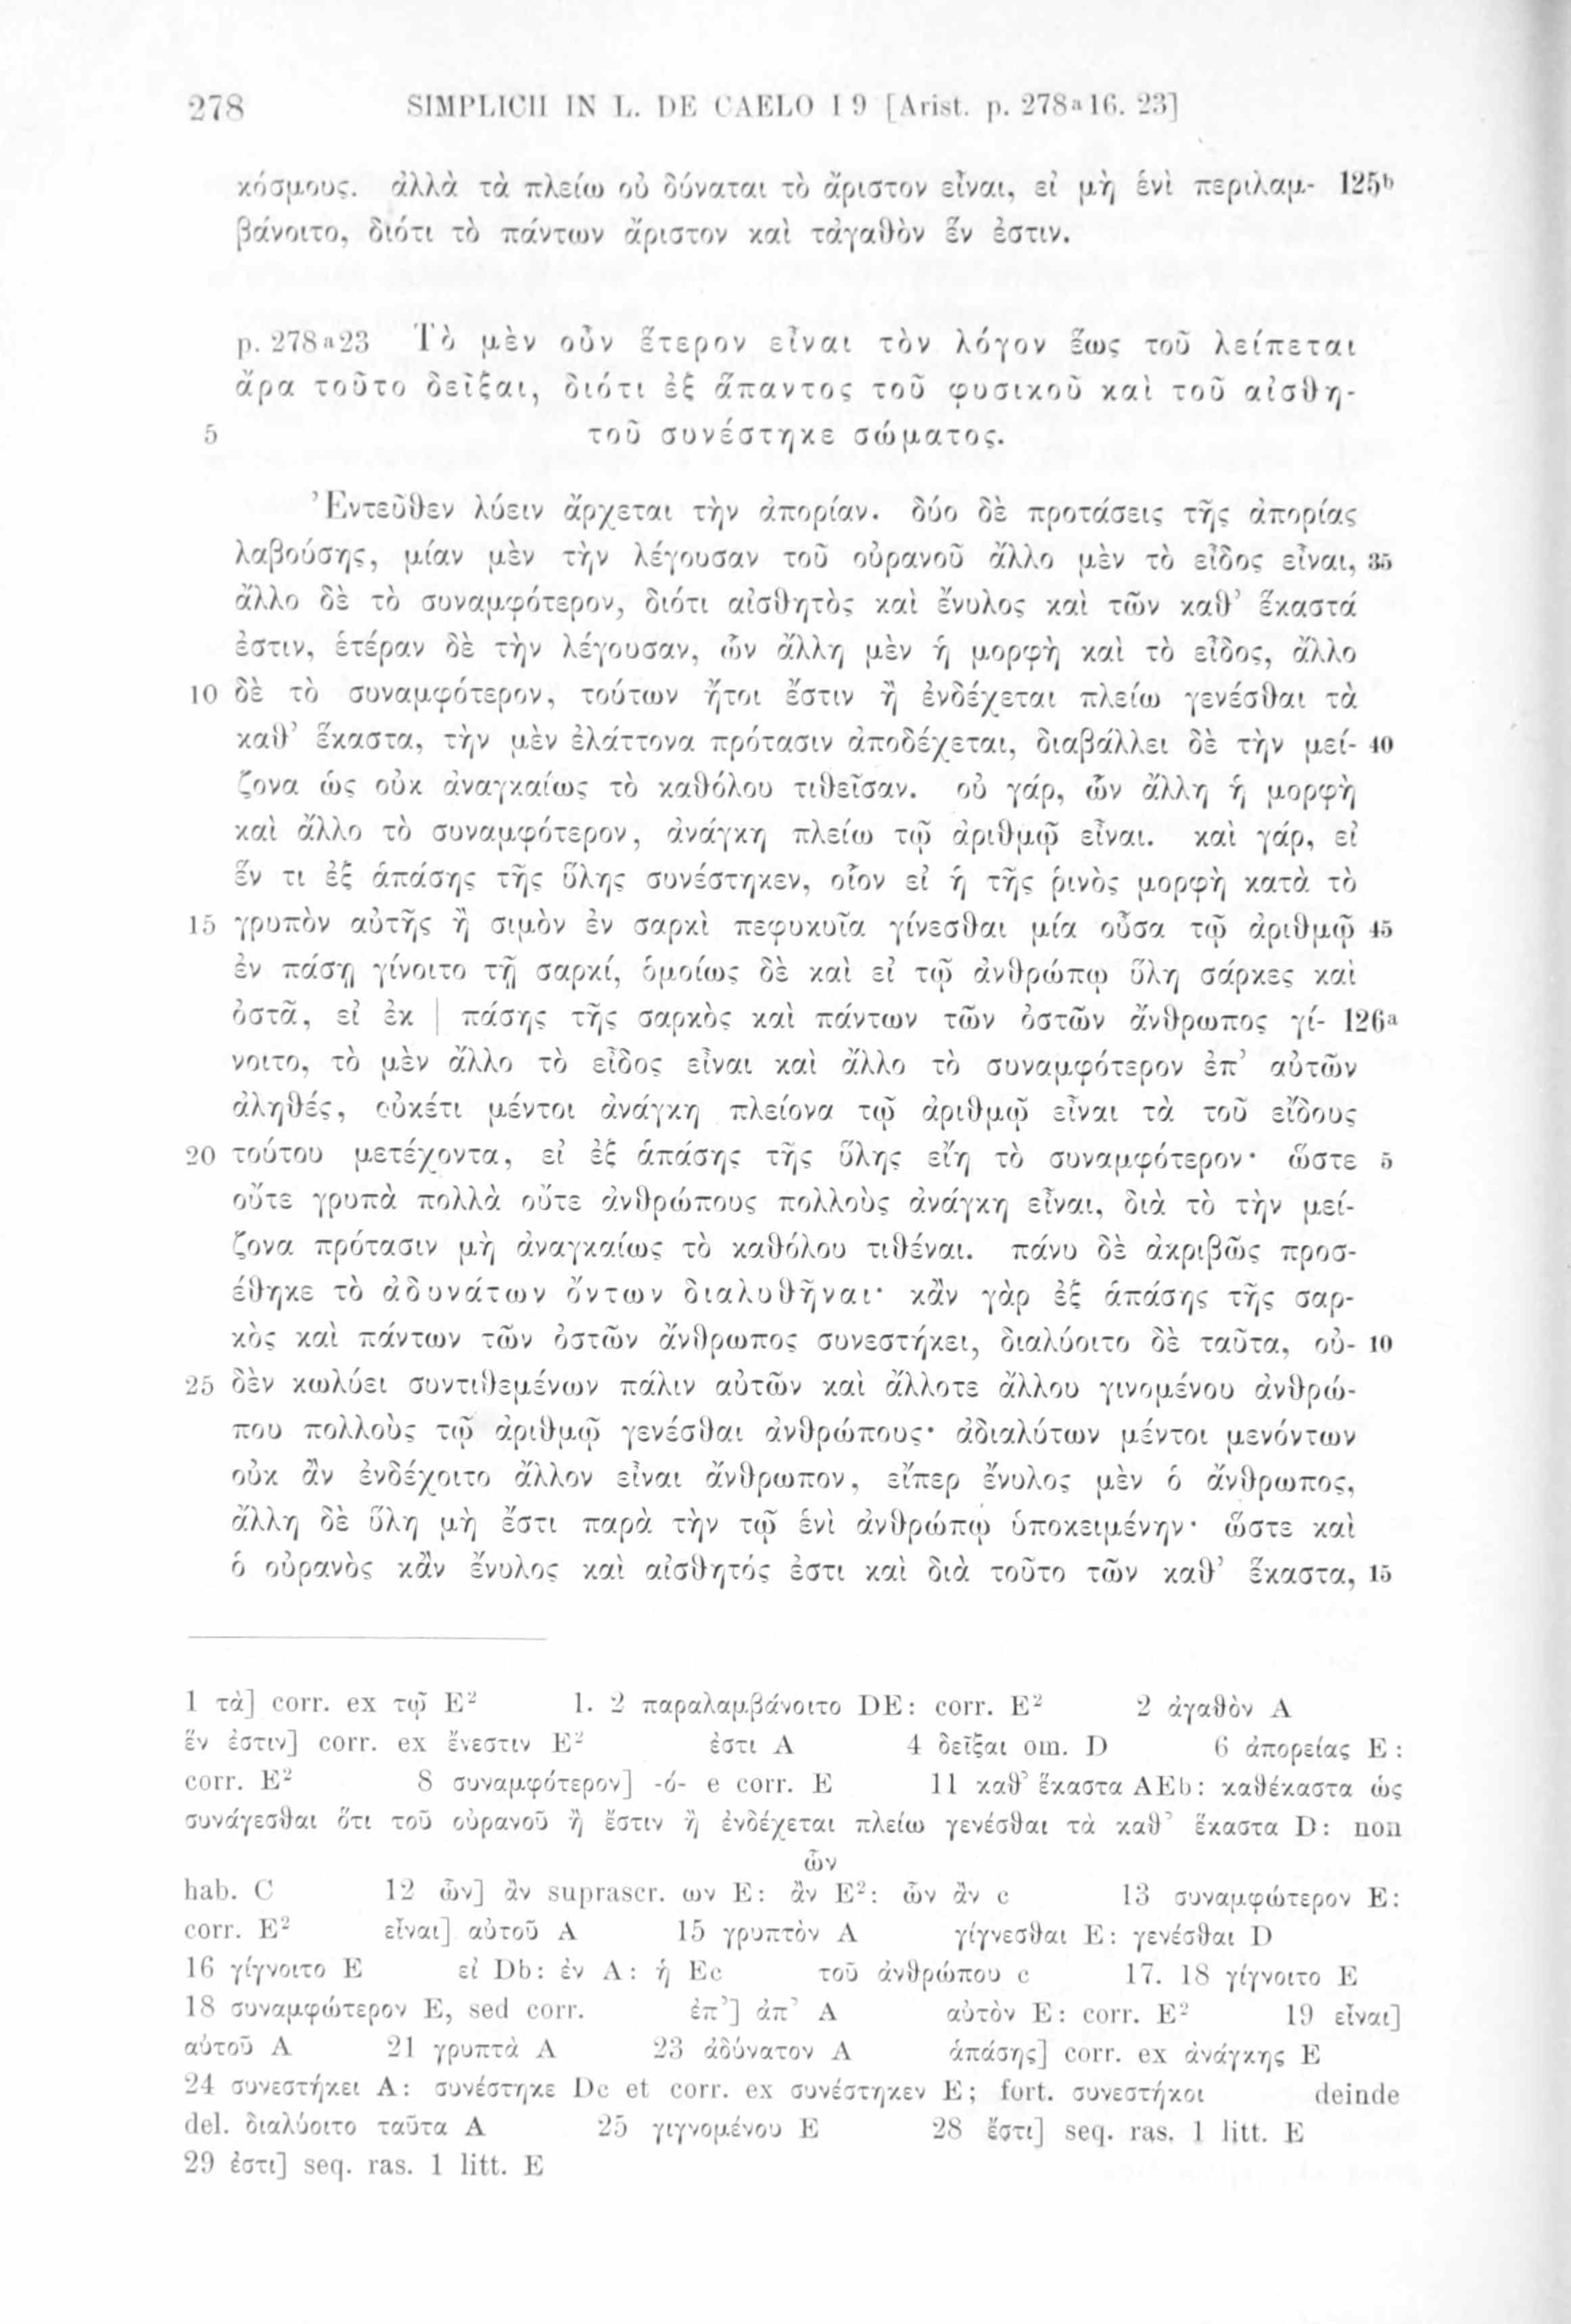 278 SIMPLICII IN L. DE CAELO I 9 [Arist. p. 278ᵃ16. 23]
κόσμους. ἀλλὰ τὰ πλείω οὐ δύναται τὸ ἄριστον εἶναι, εἰ μὴ ἑνὶ περιλαμ- 125ᵇ
βάνοιτο, διότι τὸ πάντων ἄριστον καὶ τἀγαθὸν ἕν ἐστιν.
p. 278ᵃ23 Τὸ μὲν οὖν ἕτερον εἶναι τὸν λόγον ἕως τοῦ λείπεται
ἄρα τοῦτο δεῖξαι, διότι ἐξ ἅπαντος τοῦ φυσικοῦ καὶ τοῦ αἰσθη-
5 τοῦ συνέστηκε σώματος.
Ἐντεῦθεν λύειν ἄρχεται τὴν ἀπορίαν. δύο δὲ προτάσεις τῆς ἀπορίας
λαβούσης, μίαν μὲν τὴν λέγουσαν τοῦ οὐρανοῦ ἄλλο μὲν τὸ εἶδος εἶναι, 35
ἄλλο δὲ τὸ συναμφότερον, διότι αἰσθητὸς καὶ ἔνυλος καὶ τῶν καθ’ ἕκαστά
ἐστιν, ἑτέραν δὲ τὴν λέγουσαν, ὧν ἄλλη μὲν ἡ μορφὴ καὶ τὸ εἶδος, ἄλλο
10 δὲ τὸ συναμφότερον, τούτων ἤτοι ἔστιν ἢ ἐνδέχεται πλείω γενέσθαι τὰ
καθ’ ἕκαστα, τὴν μὲν ἐλάττονα πρότασιν ἀποδέχεται, διαβάλλει δὲ τὴν μεί- 40
ζονα ὡς οὐκ ἀναγκαίως τὸ καθόλου τιθεῖσαν. οὐ γάρ, ὧν ἄλλη ἡ μορφὴ
καὶ ἄλλο τὸ συναμφότερον, ἀνάγκη πλείω τῷ ἀριθμῷ εἶναι. καὶ γάρ, εἰ
ἕν τι ἐξ ἁπάσης τῆς ὕλης συνέστηκεν, οἷον εἰ ἡ τῆς ῥινὸς μορφὴ κατὰ τὸ
15 γρυπὸν αὐτῆς ἢ σιμὸν ἐν σαρκὶ πεφυκυῖα γίνεσθαι μία οὖσα τῷ ἀριθμῷ 45
ἐν πάσῃ γίνοιτο τῇ σαρκί, ὁμοίως δὲ καὶ εἰ τῷ ἀνθρώπῳ ὕλη σάρκες καὶ
ὀστᾶ, εἰ ἐκ | πάσης τῆς σαρκὸς καὶ πάντων τῶν ὀστῶν ἄνθρωπος γί- 126ᵃ
νοιτο, τὸ μὲν ἄλλο τὸ εἶδος εἶναι καὶ ἄλλο τὸ συναμφότερον ἐπ’ αὐτῶν
ἀληθές, οὐκέτι μέντοι ἀνάγκη πλείονα τῷ ἀριθμῷ εἶναι τὰ τοῦ εἴδους
20 τούτου μετέχοντα, εἰ ἐξ ἁπάσης τῆς ὕλης εἴη τὸ συναμφότερον· ὥστε 5
οὔτε γρυπὰ πολλὰ οὔτε ἀνθρώπους πολλοὺς ἀνάγκη εἶναι, διὰ τὸ τὴν μεί-
ζονα πρότασιν μὴ ἀναγκαίως τὸ καθόλου τιθέναι. πάνυ δὲ ἀκριβῶς προσ-
έθηκε τὸ ἀδυνάτων ὄντων διαλυθῆναι· κἂν γὰρ ἐξ ἁπάσης τῆς σαρ-
κὸς καὶ πάντων τῶν ὀστῶν ἄνθρωπος συνεστήκει, διαλύοιτο δὲ ταῦτα, οὐ- 10
25 δὲν κωλύει συντιθεμένων πάλιν αὐτῶν καὶ ἄλλοτε ἄλλου γινομένου ἀνθρώ-
που πολλοὺς τῷ ἀριθμῷ γενέσθαι ἀνθρώπους· ἀδιαλύτων μέντοι μενόντων
οὐκ ἂν ἐνδέχοιτο ἄλλον εἶναι ἄνθρωπον, εἴπερ ἔνυλος μὲν ὁ ἄνθρωπος,
ἄλλη δὲ ὕλη μὴ ἔστι παρὰ τὴν τῷ ἑνὶ ἀνθρώπῳ ὑποκειμένην· ὥστε καὶ
ὁ οὐρανὸς κἂν ἔνυλος καὶ αἰσθητός ἐστι καὶ διὰ τοῦτο τῶν καθ’ ἕκαστα, 15
1 τὰ] corr. ex τῷ E² 1. 2 παραλαμβάνοιτο DE: corr. E² 2 ἀγαθὸν A
ἕν ἐστιν] corr. ex ἔνεστιν E² ἐστι A 4 δεῖξαι om. D 6 ἀπορείας E:
corr. E² 8 συναμφότερον] -ό- e corr. E 11 καθ’ ἕκαστα AEb: καθέκαστα ὡς
συνάγεσθαι ὅτι τοῦ οὐρανοῦ ἢ ἔστιν ἢ ἐνδέχεται πλείω γενέσθαι τὰ καθ’ ἕκαστα D: non
ὧν
hab. C 12 ὧν] ἂν suprascr. ων E: ἂν E²: ὧν ἂν c 13 συναμφώτερον E:
corr. E² εἶναι] αὐτοῦ A 15 γρυπτὸν A γίγνεσθαι E: γενέσθαι D
16 γίγνοιτο E εἰ Db: ἐν A: ἡ Ec τοῦ ἀνθρώπου c 17. 18 γίγνοιτο E
18 συναμφώτερον E, sed corr. ἐπ’] ἀπ’ A αὐτὸν E: corr. E² 19 εἶναι]
αὐτοῦ A 21 γρυπτὰ A 23 ἀδύνατον A ἁπάσης] corr. ex ἀνάγκης E
24 συνεστήκει A: συνέστηκε Dc et corr. ex συνέστηκεν E; fort. συνεστήκοι deinde
del. διαλύοιτο ταῦτα A 25 γιγνομένου E 28 ἔστι] seq. ras. 1 litt. E
29 ἐστι] seq. ras. 1 litt. E